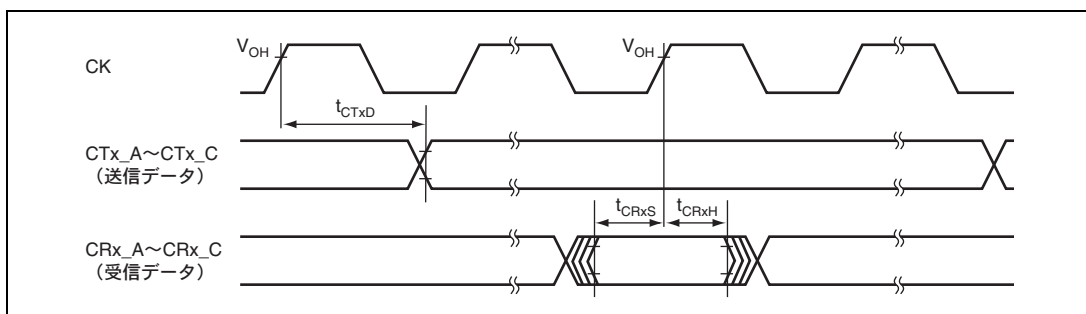 V_OH
V_OH
CK
t_CTxD
CTx_A～CTx_C
（送信データ）
t_CRxS
t_CRxH
CRx_A～CRx_C
（受信データ）